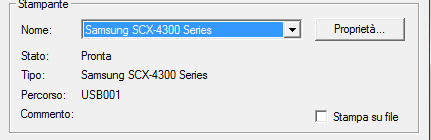 Stampante
Nome: Samsung SCX-4300 Series Proprietà...
Stato: Pronta
Tipo: Samsung SCX-4300 Series
Percorso: USB001
Commento: Stampa su file